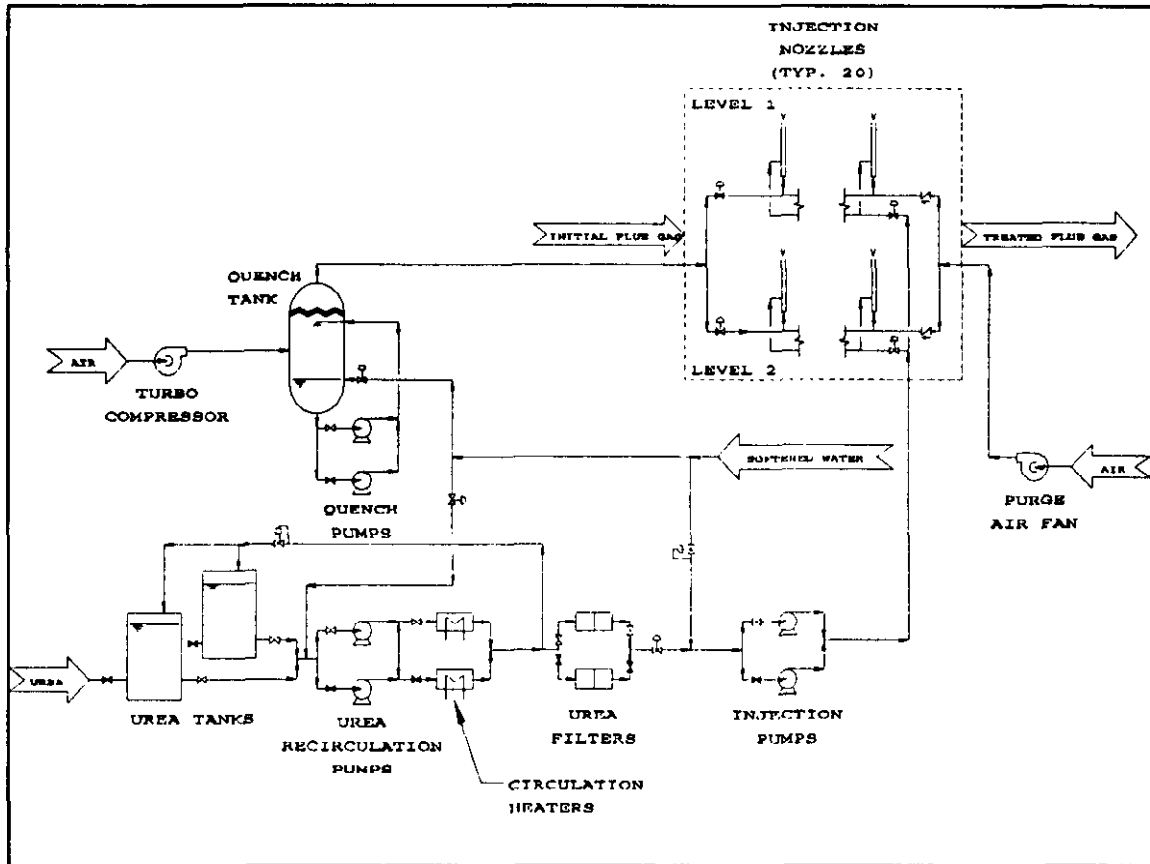 INJECTION
NOZZLES
(TYP. 20)
LEVEL 1
INITIAL FLUE GAS
TREATED FLUE GAS
QUENCH
TANK
AIR
TURBO
COMPRESSOR
LEVEL 2
SOFTENED WATER
AIR
PURGE
AIR FAN
QUENCH
PUMPS
UREA
UREA TANKS
UREA
RECIRCULATION
PUMPS
UREA
FILTERS
INJECTION
PUMPS
CIRCULATION
HEATERS